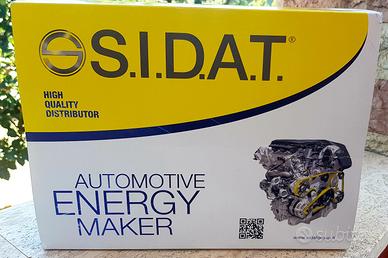 S.I.D.A.T.®
HIGH
QUALITY
DISTRIBUTOR
AUTOMOTIVE
ENERGY
MAKER
subito